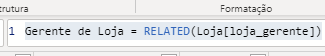 strutura
Formatação
1 Gerente de Loja = RELATED(Loja[loja_gerente])